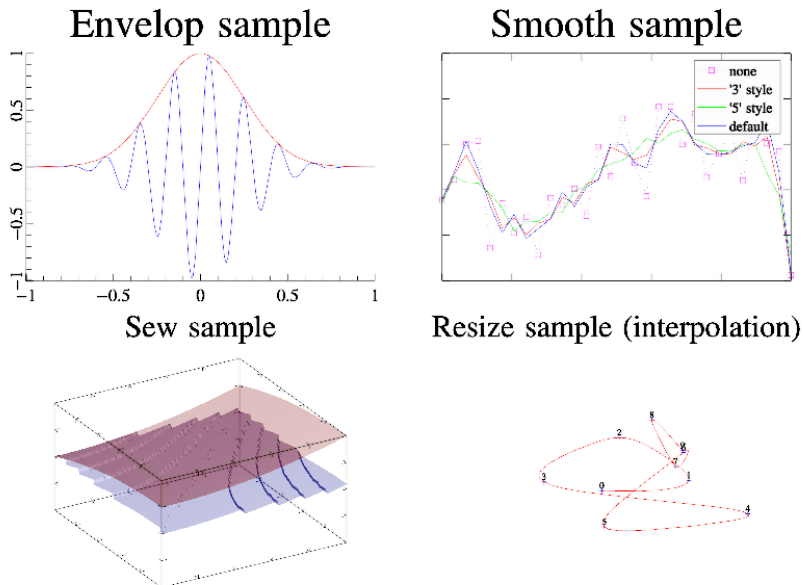 Envelop sample
Smooth sample
1
0.5
0
−0.5
−1
−1
−0.5
0
0.5
1
none
'3' style
'5' style
default
Sew sample
Resize sample (interpolation)
8
2
7
3
0
1
4
5